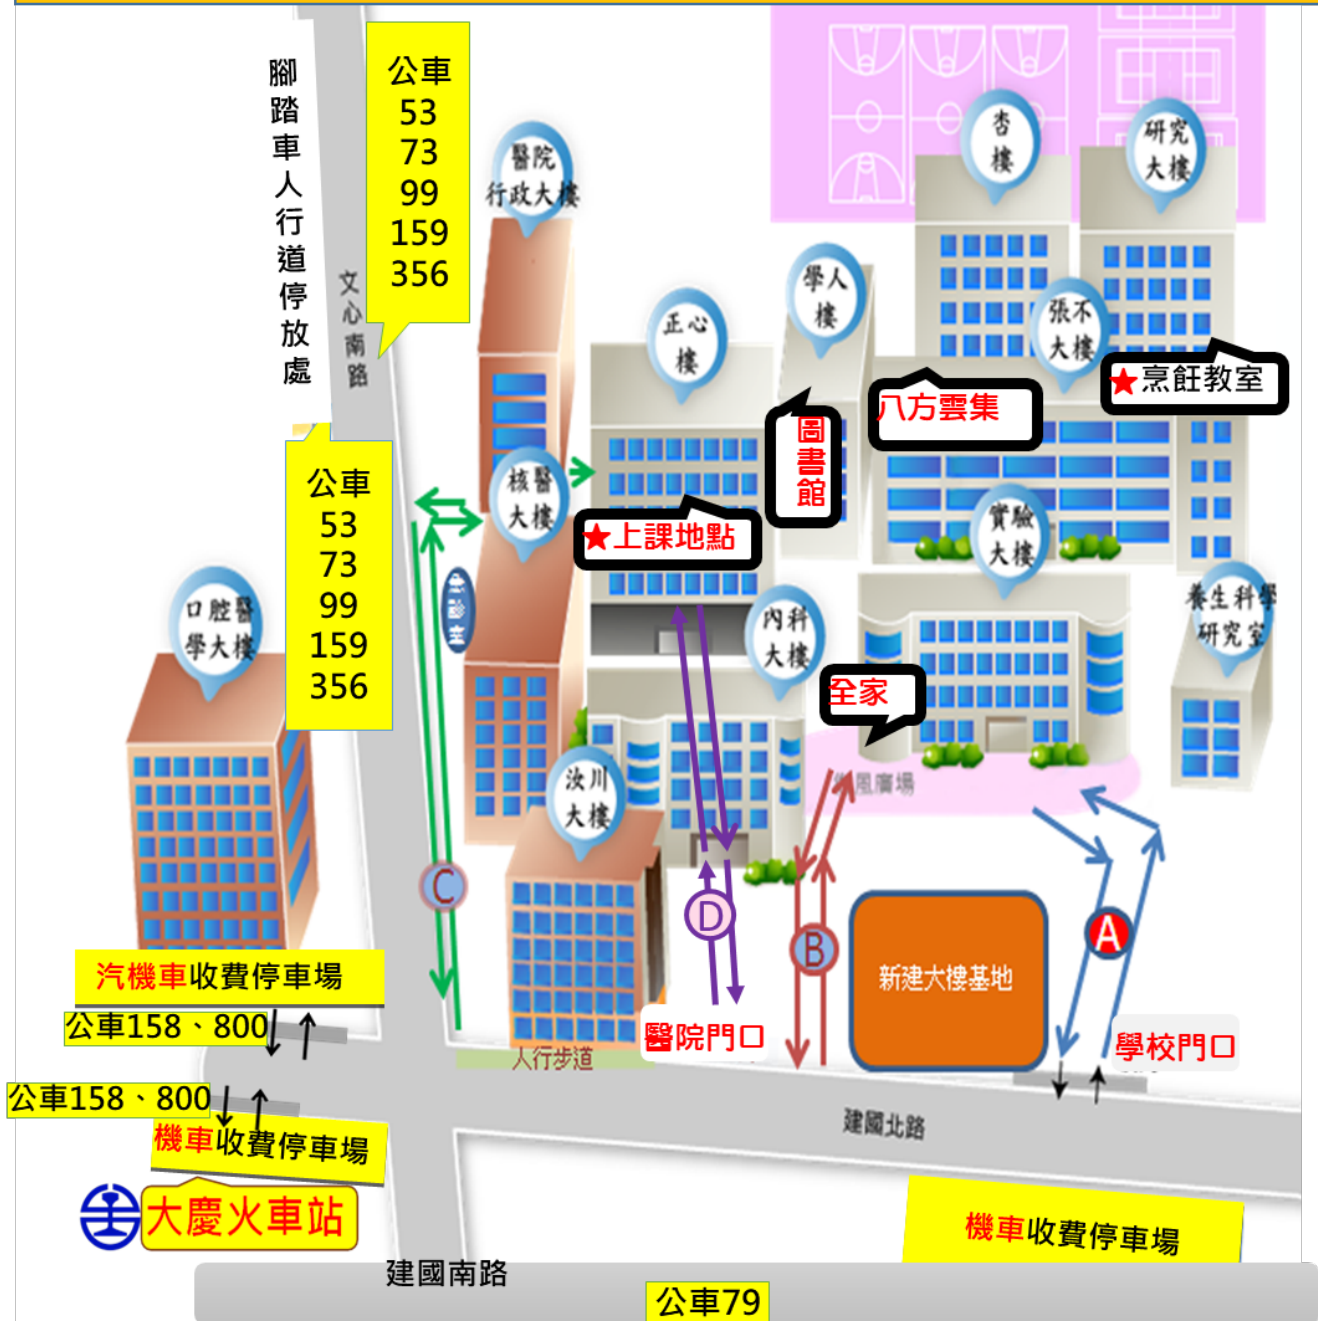 腳踏車人行道停放處
公車
53
73
99
159
356
文心南路
醫院
行政大樓
杏
樓
研究
大樓
學人
樓
正心
樓
張不
大樓
★烹飪教室
八方雲集
圖書館
公車
53
73
99
159
356
核醫
大樓
★上課地點
實驗
大樓
口腔醫
學大樓
內科
大樓
養生科學
研究室
全家
汝川
大樓
風廣場
C
D
B
A
新建大樓基地
汽機車收費停車場
公車158、800
醫院門口
學校門口
人行步道
公車158、800
機車收費停車場
建國北路
大慶火車站
機車收費停車場
建國南路
公車79